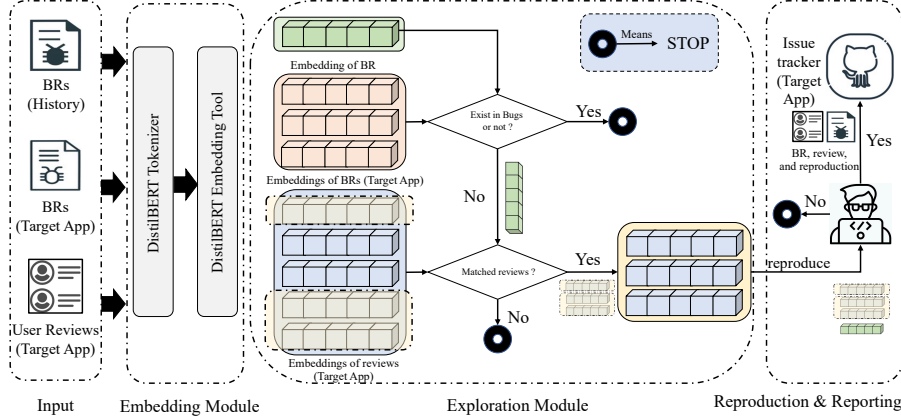 BRs
(History)
BRs
(Target App)
User Reviews
(Target App)
Input
DistilBERT Tokenizer
DistilBERT Embedding Tool
Embedding Module
Embedding of BR
Embeddings of BRs (Target App)
Embeddings of reviews
(Target App)
Means
STOP
Exist in Bugs
or not ?
Yes
No
Matched reviews ?
Yes
No
Exploration Module
Issue
tracker
(Target
App)
BR, review,
and reproduction
Yes
No
reproduce
Reproduction & Reporting